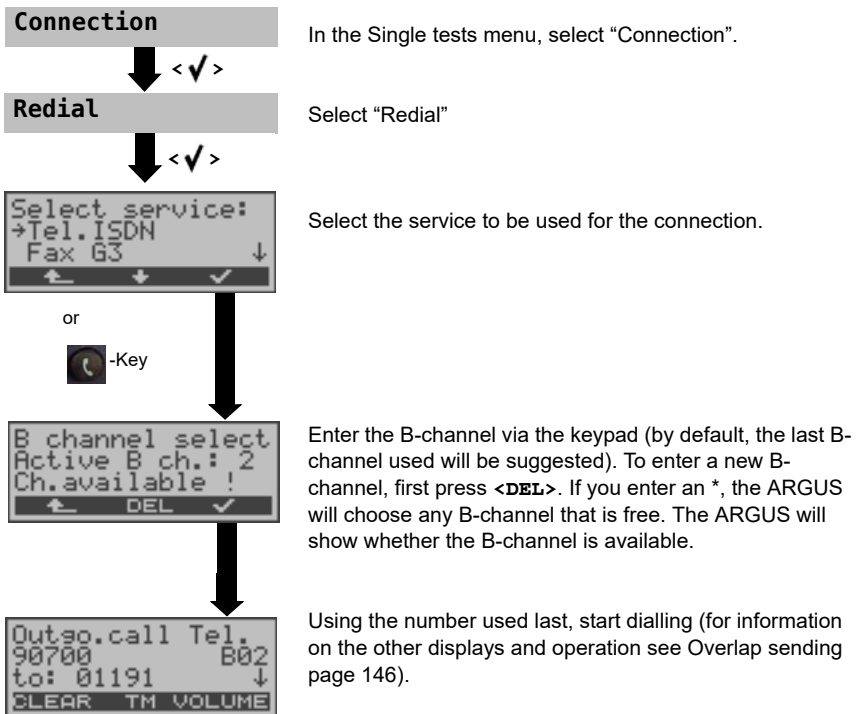 Connection
In the Single tests menu, select “Connection”.
<√>
Redial
Select “Redial”
<√>
Select service:
→Tel.ISDN
Fax G3 ↓
Select the service to be used for the connection.
or
-Key
B channel select
Active B ch.: 2
Ch.available !
DEL
Enter the B-channel via the keypad (by default, the last B-
channel used will be suggested). To enter a new B-
channel, first press <DEL>. If you enter an *, the ARGUS
will choose any B-channel that is free. The ARGUS will
show whether the B-channel is available.
Outgo.call Tel.
90700 B02
to: 01191 ↓
CLEAR TM VOLUME
Using the number used last, start dialling (for information
on the other displays and operation see Overlap sending
page 146).